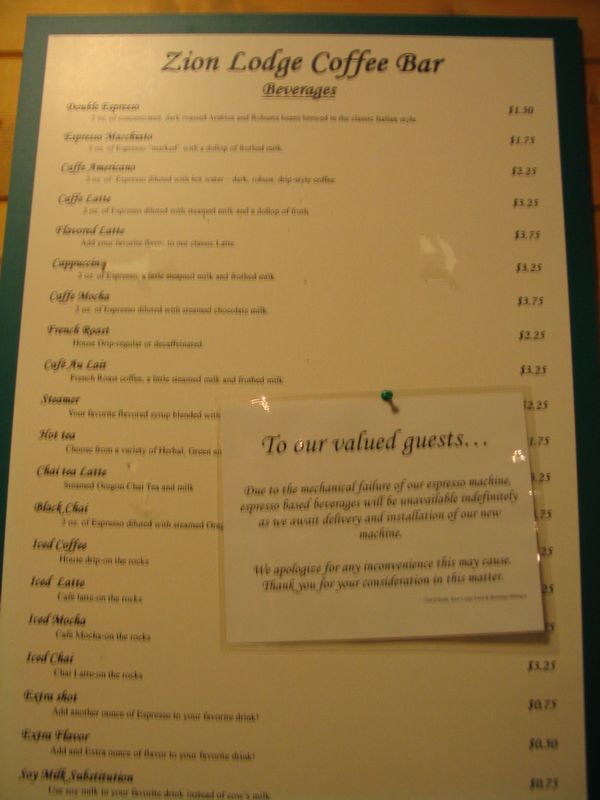 Zion Lodge Coffee Bar
Beverages
Double Espresso $1.50
2 oz. of concentrated, dark roasted Arabica and Robusta beans brewed in the classic Italian style.
Espresso Macchiato $1.75
2 oz. of Espresso "marked" with a dollop of frothed milk
Caffe Americano $2.25
2 oz. of Espresso diluted with hot water - dark, robust, drip-style coffee
Caffe Latte $3.25
2 oz. of Espresso diluted with steamed milk and a dollop of froth
Flavored Latte $3.75
Add your favorite flavor to our classic Latte
Cappuccino $3.25
2 oz. of Espresso, a little steamed milk and frothed milk
Caffe Mocha $3.75
2 oz. of Espresso diluted with steamed chocolate milk
French Roast $2.25
House Drip-regular or decaffeinated
Café Au Lait $3.25
French Roast coffee, a little steamed milk and frothed milk
Steamer 2.25
Your favorite flavored syrup blended with
Hot tea 1.75
Choose from a variety of Herbal, Green
Chai tea Latte .25
Steamed Oregon Chai Tea and milk
Black Chai .75
2 oz. of Espresso diluted with steamed
Iced Coffee 25
House drip-on the rocks
Iced Latte 25
Café latte-on the rocks
Iced Mocha
Café Mocha-on the rocks
Iced Chai $3.25
Chai Latte-on the rocks
Extra shot $0.75
Add another ounce of Espresso to your favorite drink!
Extra Flavor $0.50
Add and Extra ounce of flavor to your favorite drink!
Soy Milk Substitution $0.75
Use soy milk in your favorite drink instead of cow's milk
To our valued guests...
Due to the mechanical failure of our espresso machine,
espresso based beverages will be unavailable indefinitely
as we await delivery and installation of our new
machine.
We apologize for any inconvenience this may cause.
Thank you for your consideration in this matter.